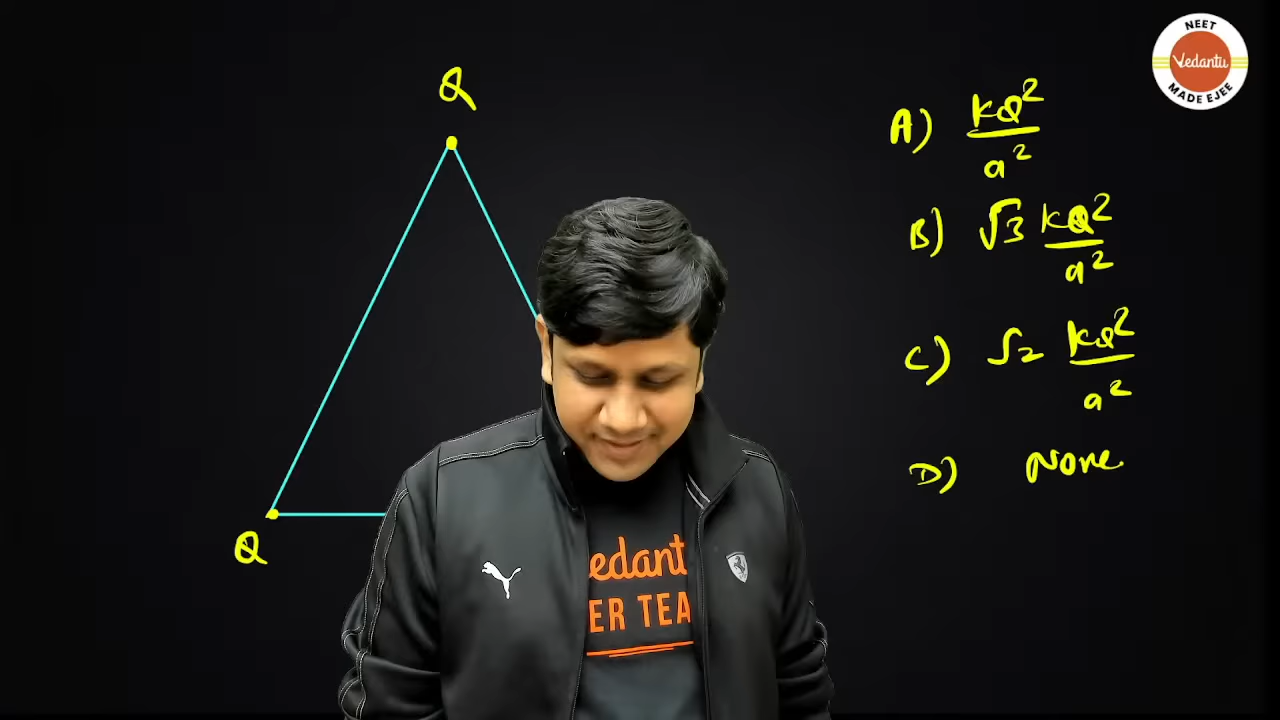 Q
Q
A) kQ²/a²
B) √3 kQ²/a²
C) √2 kQ²/a²
D) None
NEET
Vedantu
MADE EJEE
edant
ER TEA